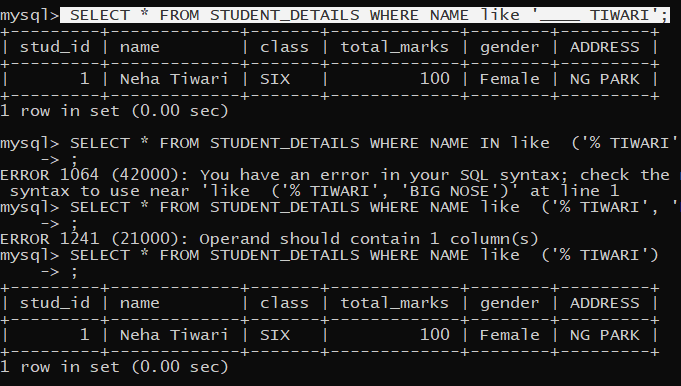 mysql> SELECT * FROM STUDENT_DETAILS WHERE NAME like '____ TIWARI';
+---------+-------------+-------+-------------+--------+---------+
| stud_id | name        | class | total_marks | gender | ADDRESS |
+---------+-------------+-------+-------------+--------+---------+
|       1 | Neha Tiwari | SIX   |         100 | Female | NG PARK |
+---------+-------------+-------+-------------+--------+---------+
1 row in set (0.00 sec)
mysql> SELECT * FROM STUDENT_DETAILS WHERE NAME IN like  ('% TIWARI'
    -> ;
ERROR 1064 (42000): You have an error in your SQL syntax; check the
 syntax to use near 'like  ('% TIWARI', 'BIG NOSE')' at line 1
mysql> SELECT * FROM STUDENT_DETAILS WHERE NAME like  ('% TIWARI', '
    -> ;
ERROR 1241 (21000): Operand should contain 1 column(s)
mysql> SELECT * FROM STUDENT_DETAILS WHERE NAME like  ('% TIWARI')
    -> ;
+---------+-------------+-------+-------------+--------+---------+
| stud_id | name        | class | total_marks | gender | ADDRESS |
+---------+-------------+-------+-------------+--------+---------+
|       1 | Neha Tiwari | SIX   |         100 | Female | NG PARK |
+---------+-------------+-------+-------------+--------+---------+
1 row in set (0.00 sec)